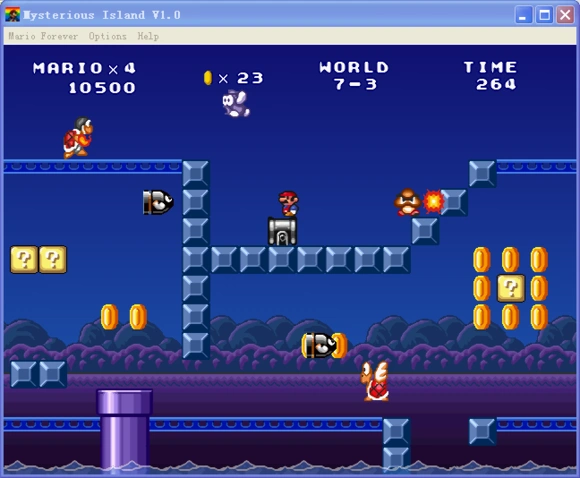 Mysterious Island V1.0
Mario Forever Options Help
MARIO × 4 × 23 WORLD TIME
10500 7-3 264
? ?
?